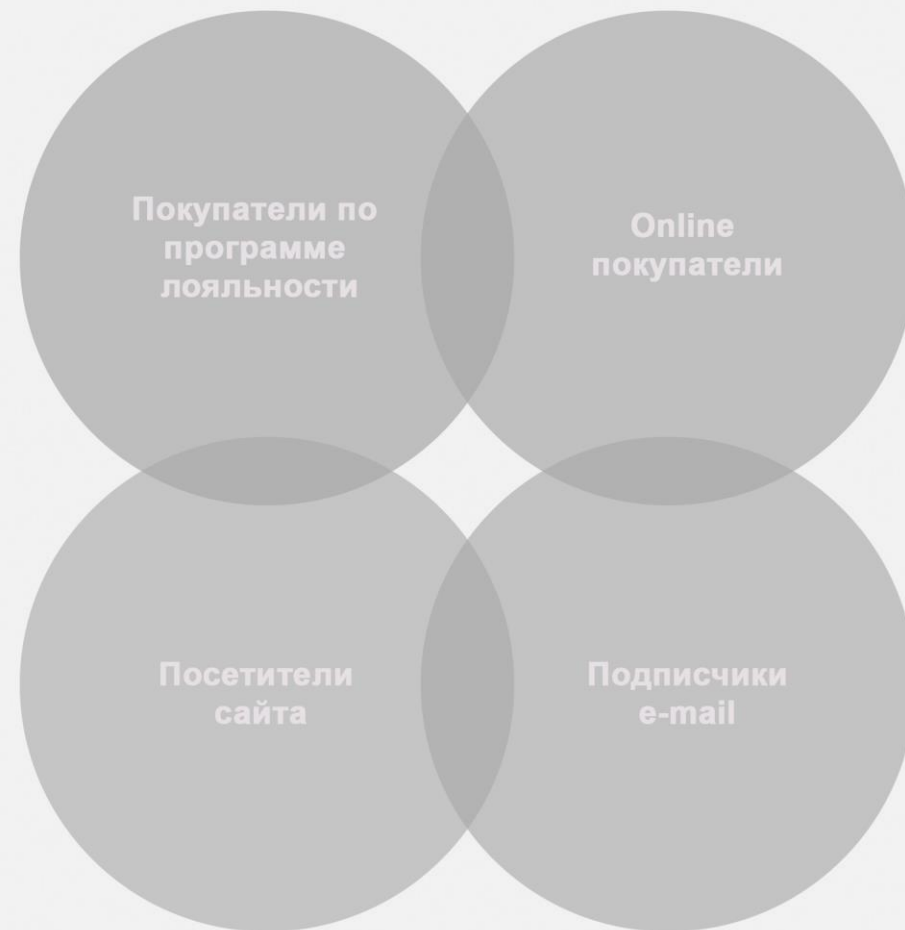 Покупатели по
программе
лояльности
Online
покупатели
Посетители
сайта
Подписчики
e-mail